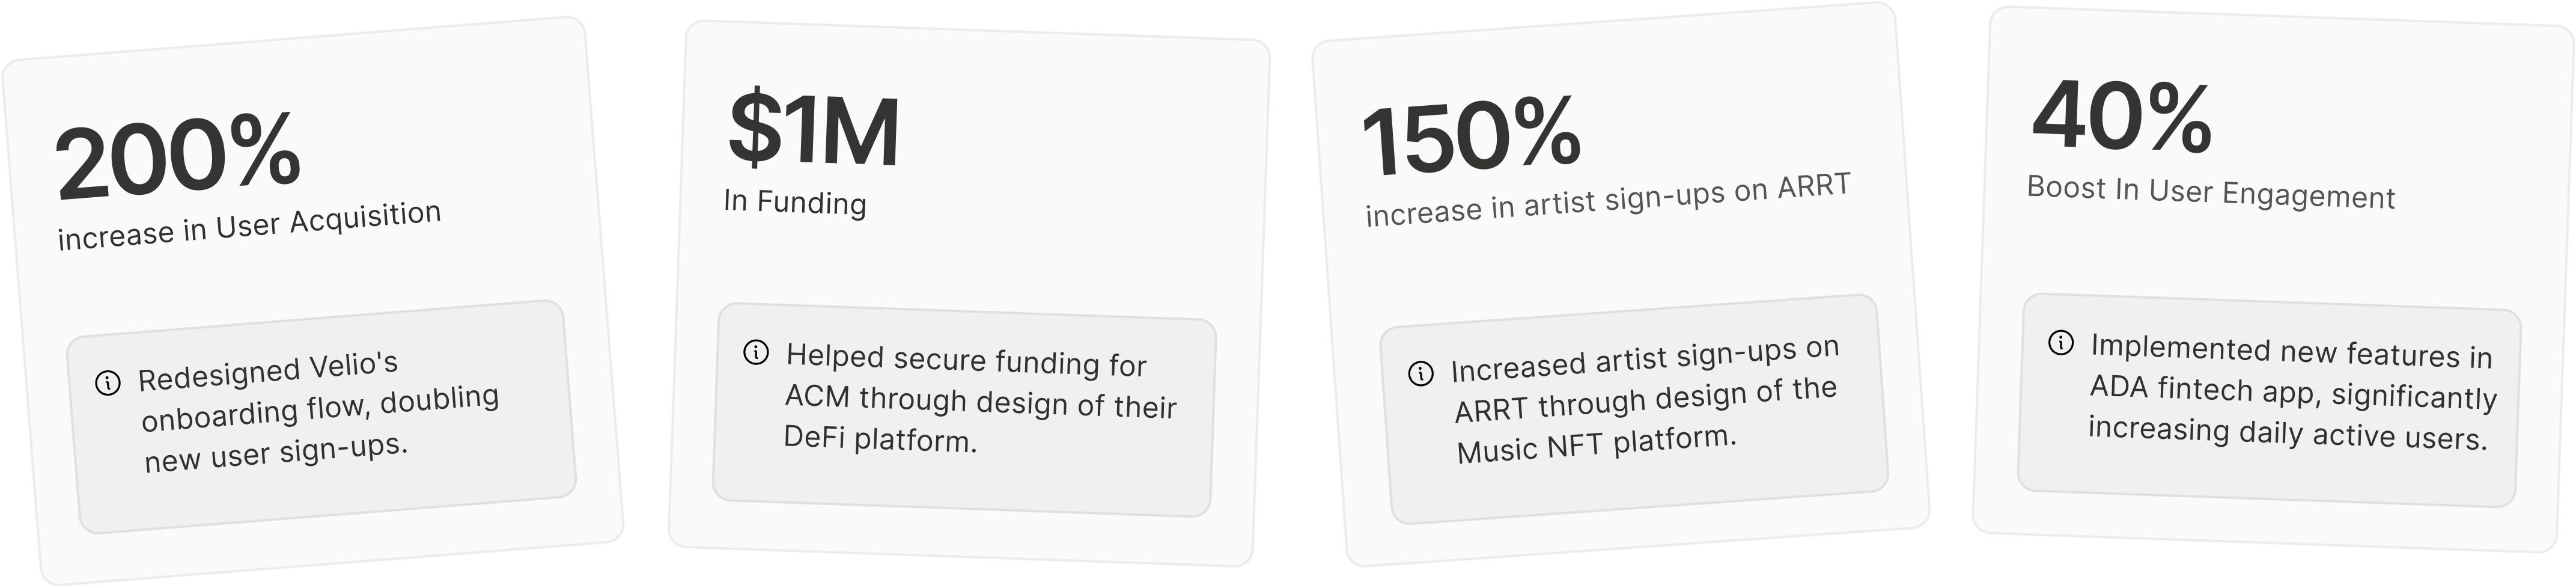 200%
increase in User Acquisition
Redesigned Velio's
onboarding flow, doubling
new user sign-ups.
$1M
In Funding
Helped secure funding for
ACM through design of their
DeFi platform.
150%
increase in artist sign-ups on ARRT
Increased artist sign-ups on
ARRT through design of the
Music NFT platform.
40%
Boost In User Engagement
Implemented new features in
ADA fintech app, significantly
increasing daily active users.